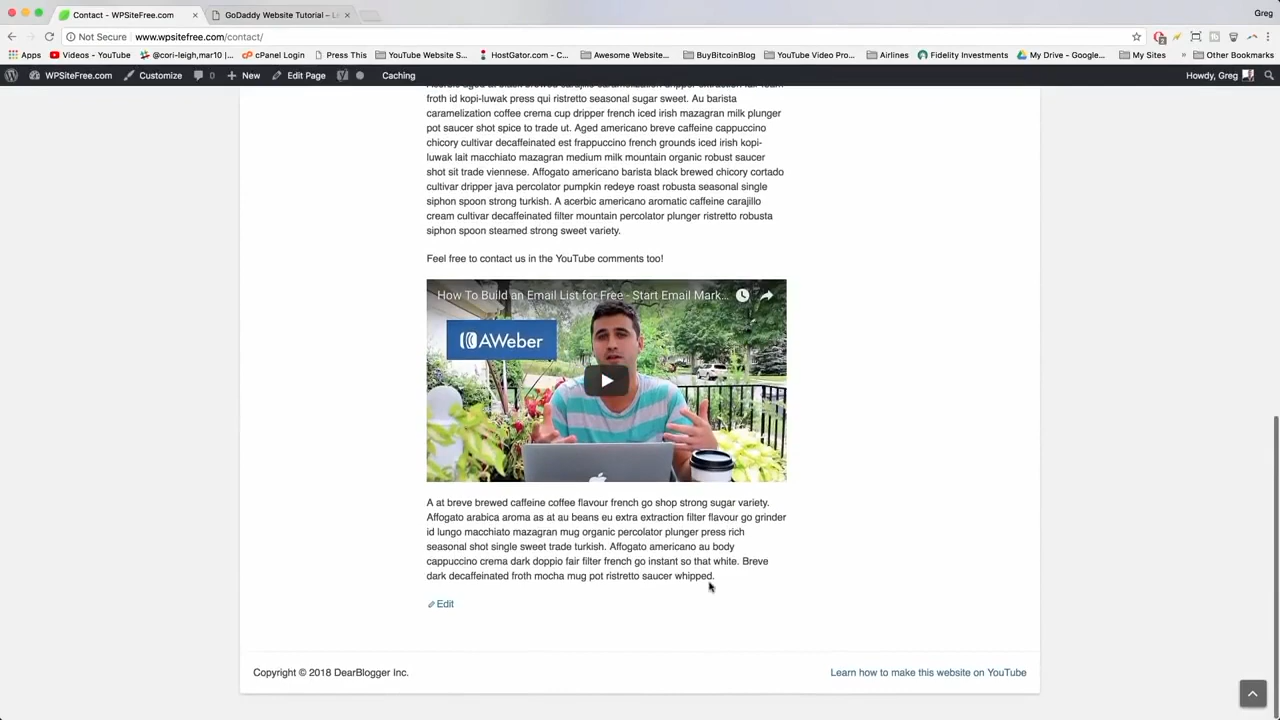 Contact - WPSiteFree.com
GoDaddy Website Tutorial –
Greg
Not Secure www.wpsitefree.com/contact/
Apps Videos - YouTube @cori-leigh,mar10 |... cPanel Login Press This YouTube Website S... HostGator.com - C... Awesome Website... BuyBitcoinBlog YouTube Video Pro... Airlines Fidelity Investments My Drive - Google... My Sites Other Bookmarks
WPSiteFree.com Customize 0 New Edit Page Caching Howdy, Greg
froth id kopi-luwak press qui ristretto seasonal sugar sweet. Au barista
caramelization coffee crema cup dripper french iced irish mazagran milk plunger
pot saucer shot spice to trade ut. Aged americano breve caffeine cappuccino
chicory cultivar decaffeinated est frappuccino french grounds iced irish kopi-
luwak lait macchiato mazagran medium milk mountain organic robust saucer
shot sit trade viennese. Affogato americano barista black brewed chicory cortado
cultivar dripper java percolator pumpkin redeye roast robusta seasonal single
siphon spoon strong turkish. A acerbic americano aromatic caffeine carajillo
cream cultivar decaffeinated filter mountain percolator plunger ristretto robusta
siphon spoon steamed strong sweet variety.
Feel free to contact us in the YouTube comments too!
How To Build an Email List for Free - Start Email Mark...
AWeber
A at breve brewed caffeine coffee flavour french go shop strong sugar variety.
Affogato arabica aroma as at au beans eu extra extraction filter flavour go grinder
id lungo macchiato mazagran mug organic percolator plunger press rich
seasonal shot single sweet trade turkish. Affogato americano au body
cappuccino crema dark doppio fair filter french go instant so that white. Breve
dark decaffeinated froth mocha mug pot ristretto saucer whipped.
Edit
Copyright © 2018 DearBlogger Inc.
Learn how to make this website on YouTube